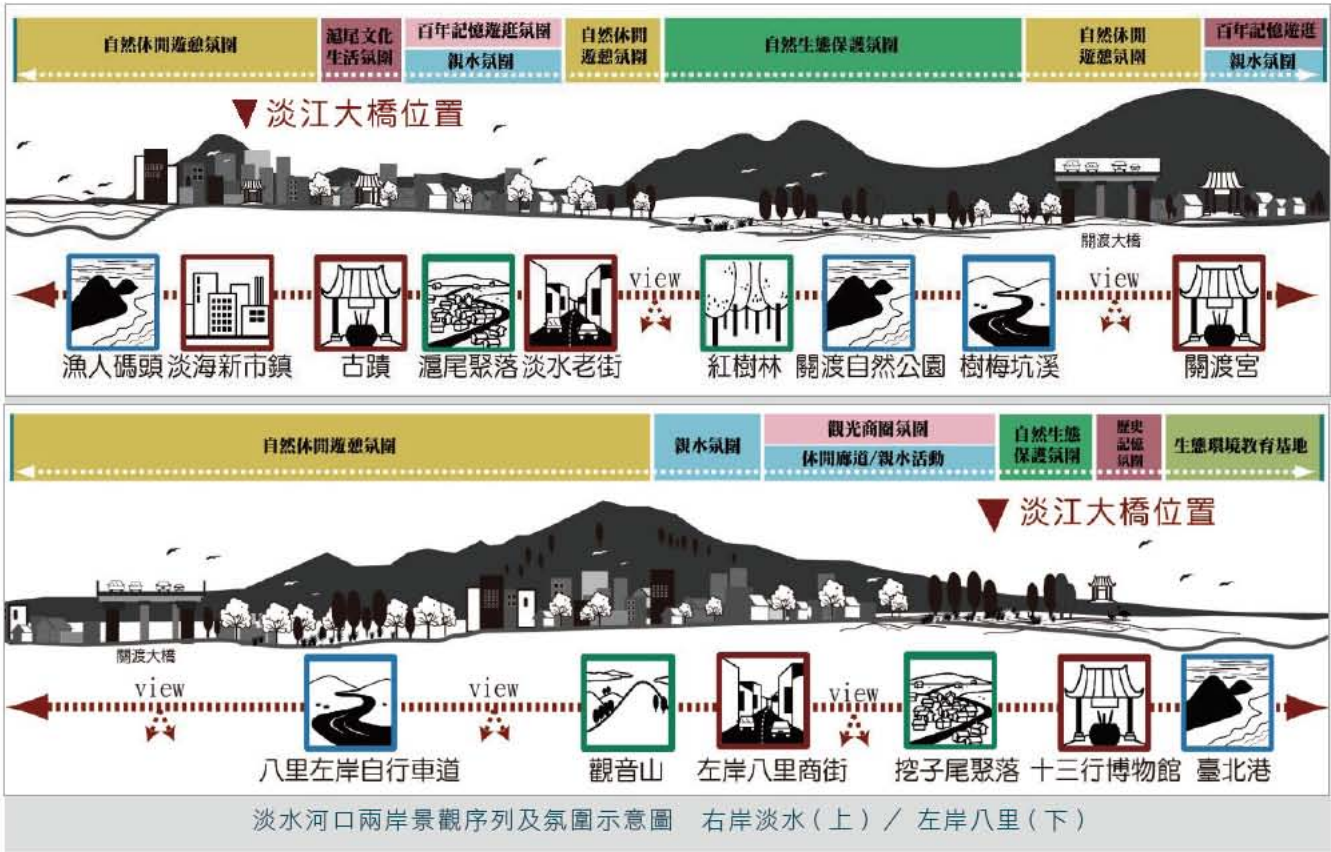 自然休閒遊憩氛圍
滬尾文化
生活氛圍
百年記憶遊逛氛圍
親水氛圍
自然休閒
遊憩氛圍
自然生態保護氛圍
自然休閒
遊憩氛圍
百年記憶遊逛
親水氛圍
淡江大橋位置
關渡大橋
view
view
漁人碼頭
淡海新市鎮
古蹟
滬尾聚落
淡水老街
紅樹林
關渡自然公園
樹梅坑溪
關渡宮
自然休閒遊憩氛圍
親水氛圍
觀光商圈氛圍
休閒廊道/親水活動
自然生態
保護氛圍
歷史
記憶
氛圍
生態環境教育基地
淡江大橋位置
關渡大橋
view
view
view
八里左岸自行車道
觀音山
左岸八里商街
挖子尾聚落
十三行博物館
臺北港
淡水河口兩岸景觀序列及氛圍示意圖 右岸淡水(上) / 左岸八里(下)